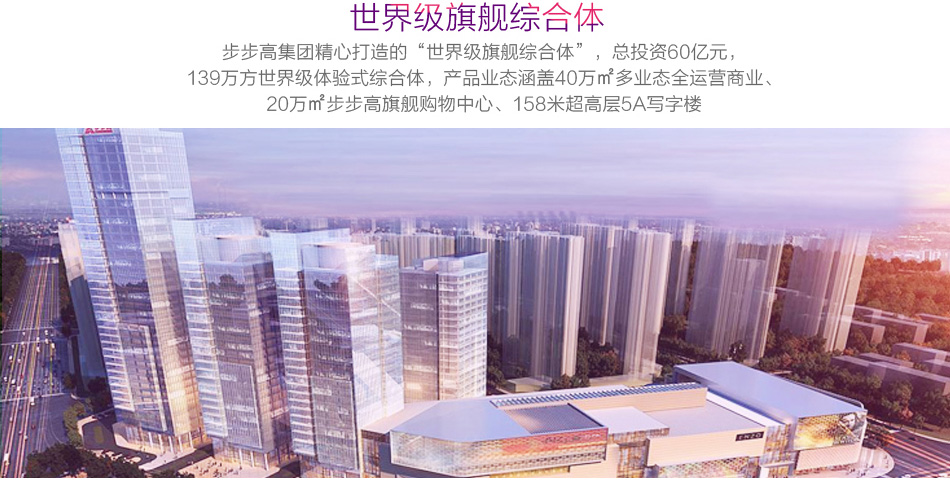 世界级旗舰综合体
步步高集团精心打造的“世界级旗舰综合体”，总投资60亿元，
139万方世界级体验式综合体，产品业态涵盖40万㎡多业态全运营商业、
20万㎡步步高旗舰购物中心、158米超高层5A写字楼
ENZO